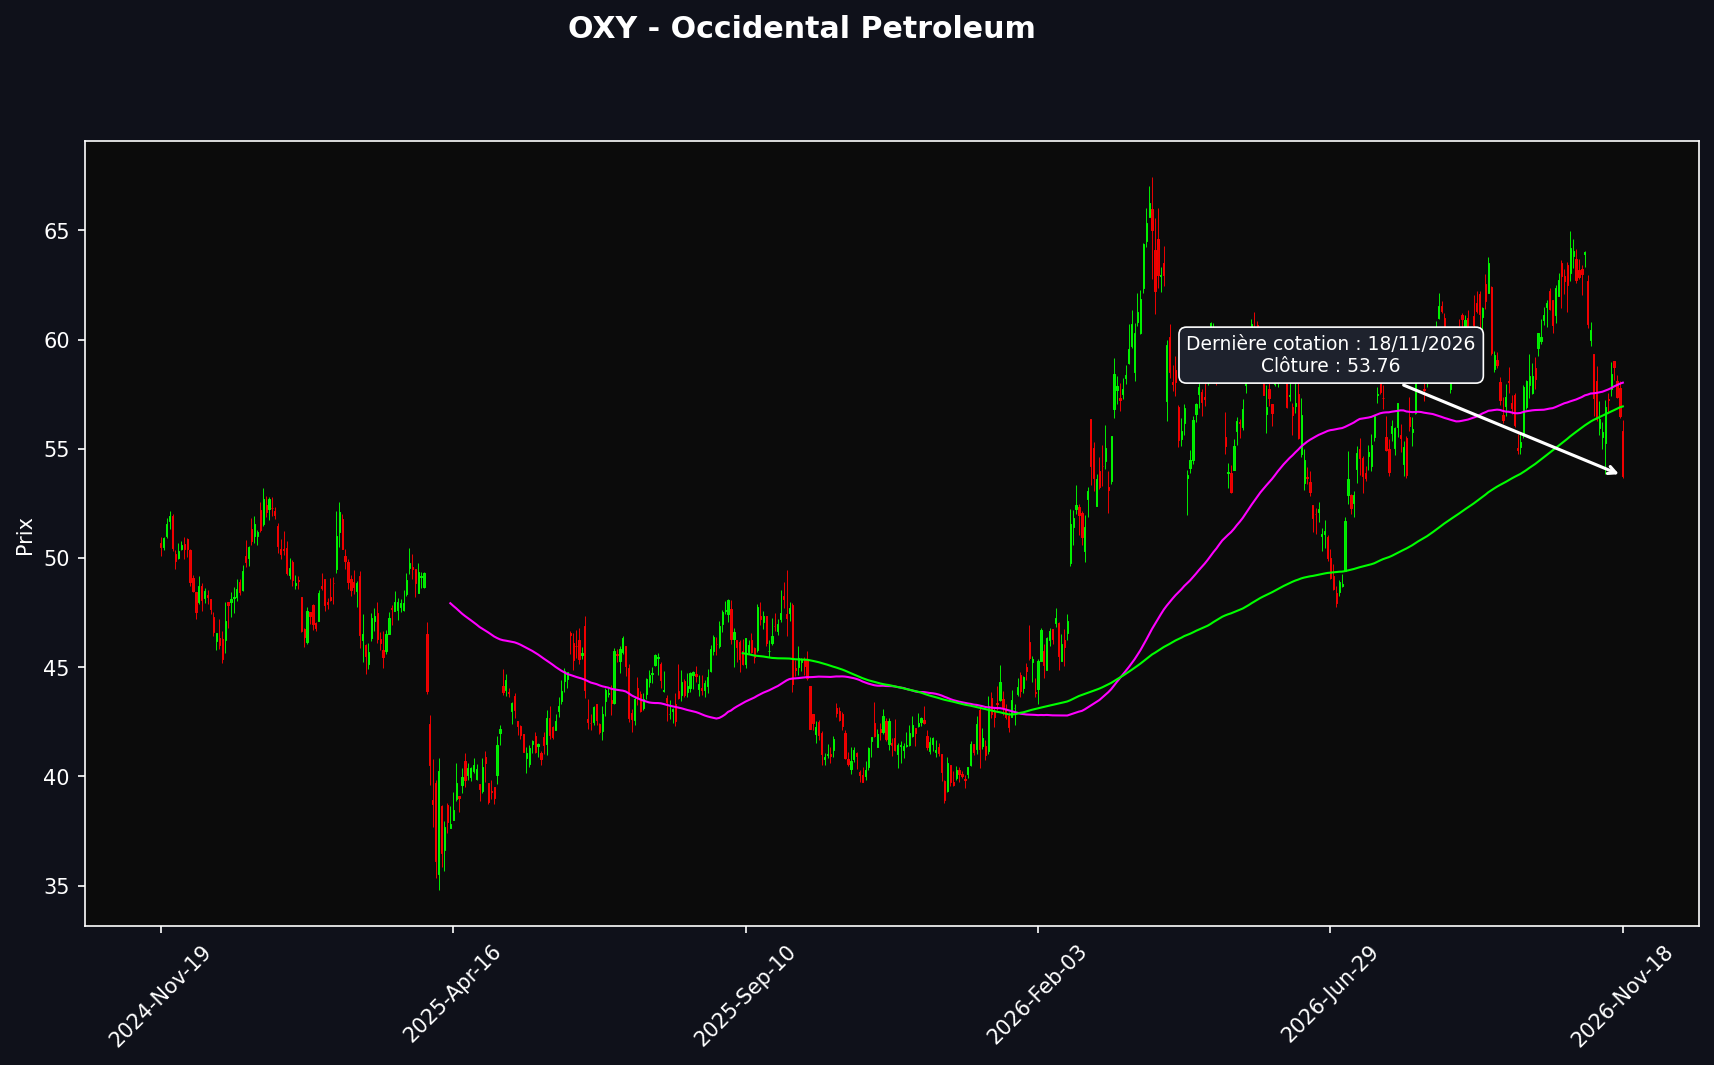 OXY - Occidental Petroleum
Prix
65
60
55
50
45
40
35
Dernière cotation : 18/11/2026
Clôture : 53.76
2024-Nov-19
2025-Apr-16
2025-Sep-10
2026-Feb-03
2026-Jun-29
2026-Nov-18